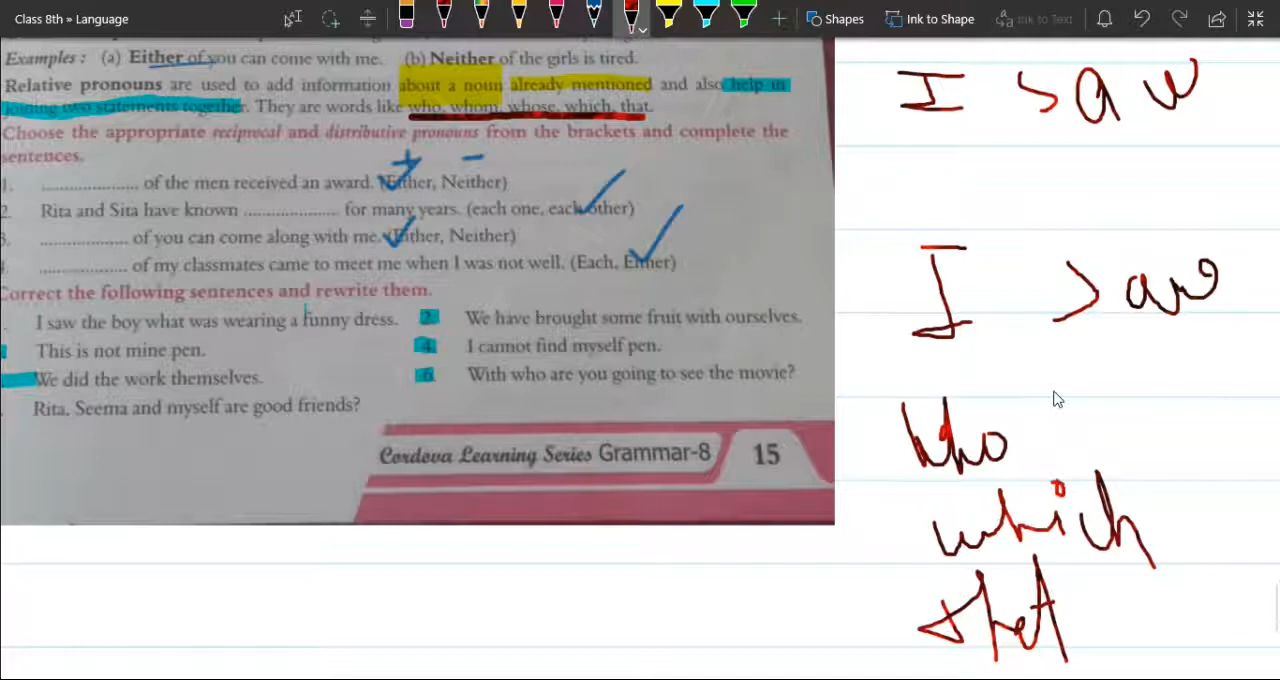 Class 8th » Language
Shapes
Ink to Shape
Ink to Text
Examples : (a) Either of you can come with me. (b) Neither of the girls is tired.
Relative pronouns are used to add information about a noun already mentioned and also help in
joining two statements together. They are words like who, whom, whose, which, that.
Choose the appropriate reciprocal and distributive pronouns from the brackets and complete the
sentences.
1. ..................... of the men received an award. (Either, Neither)
2. Rita and Sita have known ..................... for many years. (each one, each other)
3. ..................... of you can come along with me. (Either, Neither)
..................... of my classmates came to meet me when I was not well. (Each, Either)
Correct the following sentences and rewrite them.
I saw the boy what was wearing a funny dress. 2. We have brought some fruit with ourselves.
This is not mine pen. 4. I cannot find myself pen.
We did the work themselves. 6. With who are you going to see the movie?
Rita, Seema and myself are good friends?
Cordova Learning Series Grammar-8 15
I saw
I saw
who
which
that